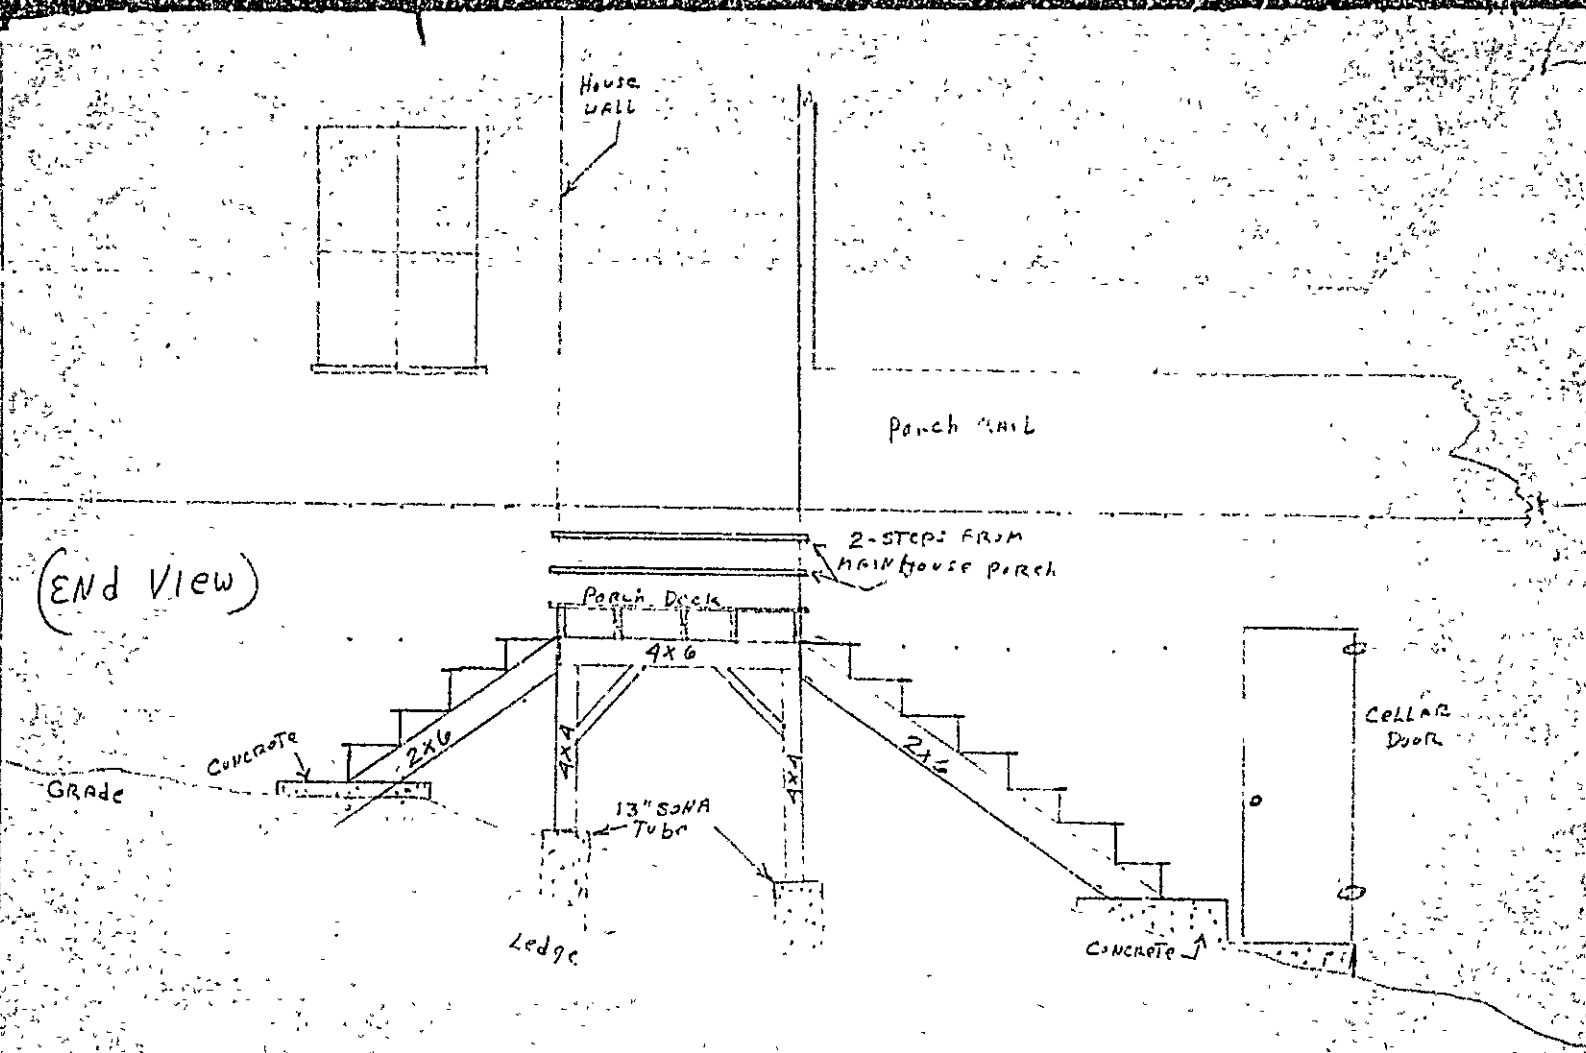 House
WALL
Porch RAIL
2-STEPS FROM
MAIN HOUSE PORCH
(END VIEW)
Porch Deck
4X6
CONCRETE
2X6
4X4
4X4
2X6
GRADE
13" SONA
Tube
CELLAR
DOOR
Ledge
CONCRETE